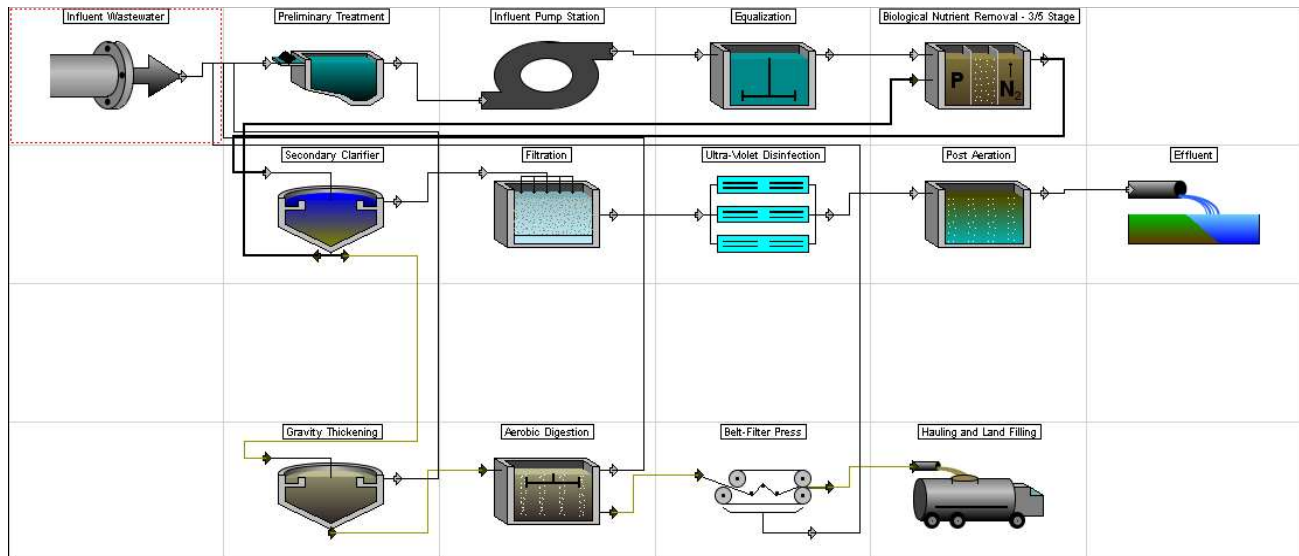 Influent Wastewater
Preliminary Treatment
Influent Pump Station
Equalization
Biological Nutrient Removal - 3/5 Stage
P
N2
Secondary Clarifier
Filtration
Ultra-Violet Disinfection
Post Aeration
Effluent
Gravity Thickening
Aerobic Digestion
Belt-Filter Press
Hauling and Land Filling